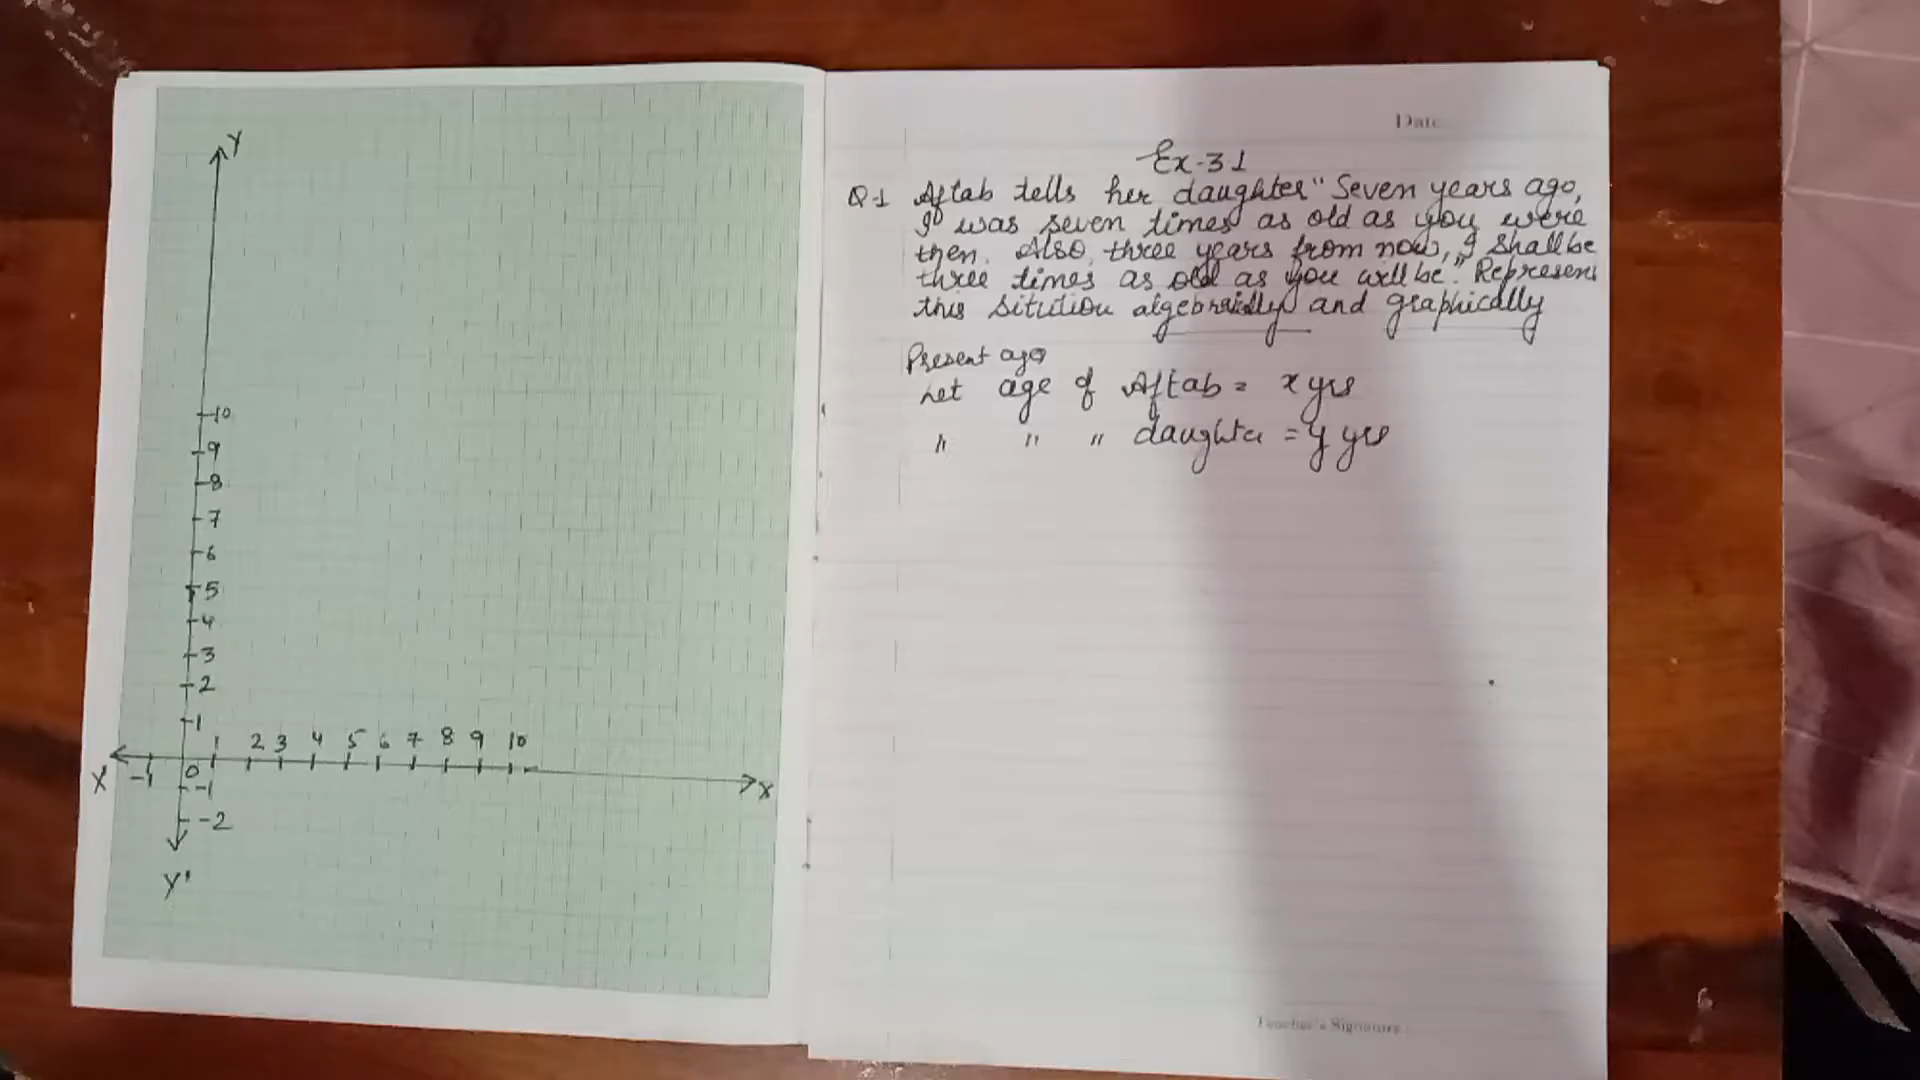 Y
10
9
8
7
6
5
4
3
2
1
1 2 3 4 5 6 7 8 9 10
X' -1 0 X
-1
-2
Y'
Date
Ex-3.1
Q-1 Aftab tells her daughter "Seven years ago,
I was seven times as old as you were
then. Also, three years from now, I shall be
three times as old as you will be." Represent
this sitution algebraiclly and graphically
Present age
Let age of Aftab = x yrs
" " " daughter = y yrs
Teacher's Signature